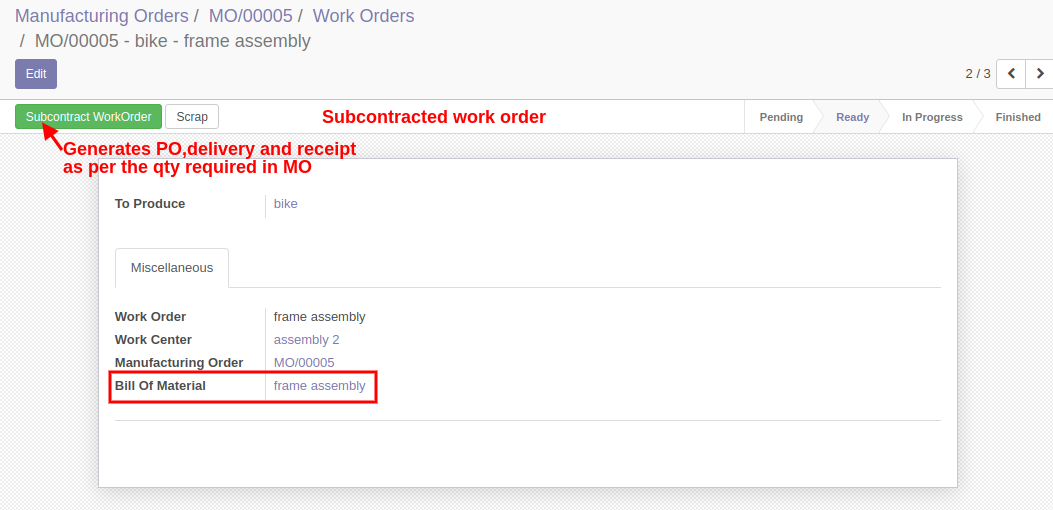 Manufacturing Orders / MO/00005 / Work Orders
/ MO/00005 - bike - frame assembly
Edit
2 / 3
Subcontract WorkOrder Scrap Subcontracted work order Pending Ready In Progress Finished
Generates PO,delivery and receipt
as per the qty required in MO
To Produce bike
Miscellaneous
Work Order frame assembly
Work Center assembly 2
Manufacturing Order MO/00005
Bill Of Material frame assembly